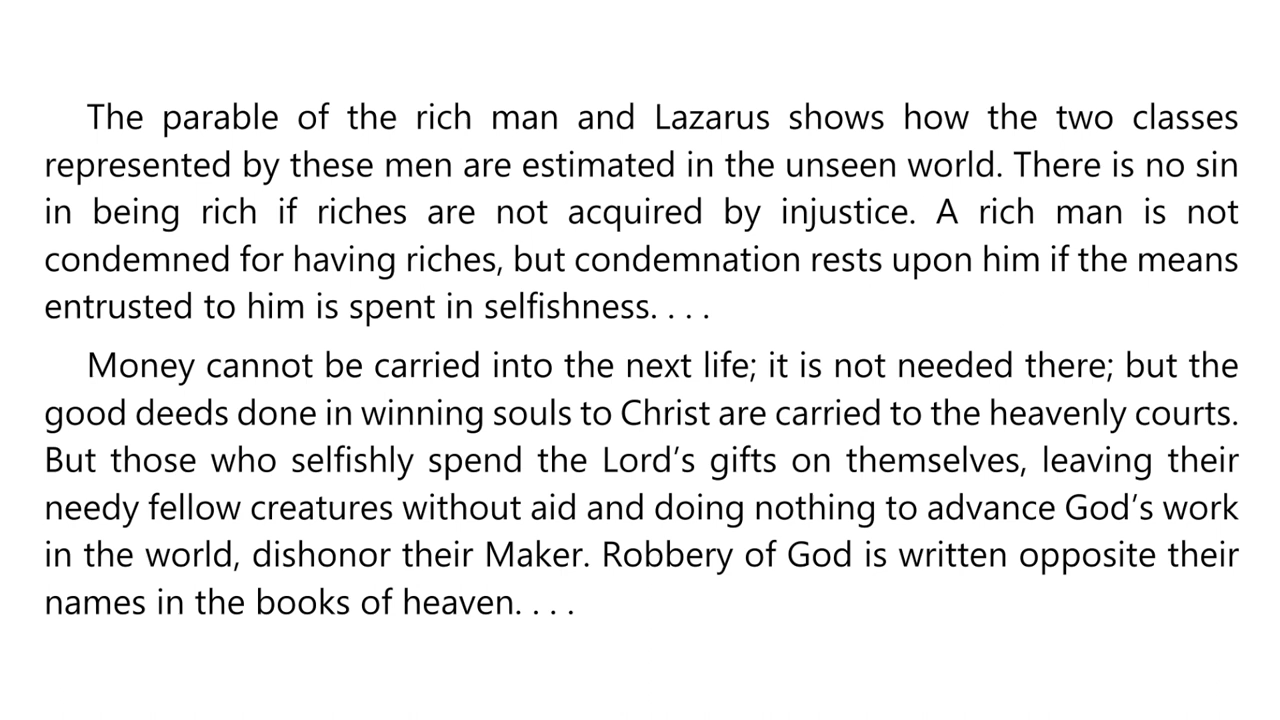 The parable of the rich man and Lazarus shows how the two classes
represented by these men are estimated in the unseen world. There is no sin
in being rich if riches are not acquired by injustice. A rich man is not
condemned for having riches, but condemnation rests upon him if the means
entrusted to him is spent in selfishness. . . .
Money cannot be carried into the next life; it is not needed there; but the
good deeds done in winning souls to Christ are carried to the heavenly courts.
But those who selfishly spend the Lord’s gifts on themselves, leaving their
needy fellow creatures without aid and doing nothing to advance God’s work
in the world, dishonor their Maker. Robbery of God is written opposite their
names in the books of heaven. . . .